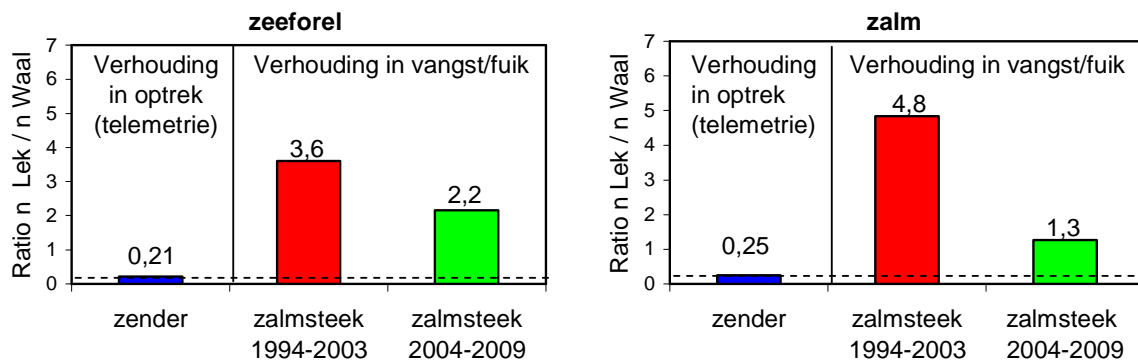 zeeforel
Ratio n Lek / n Waal
7
6
5
4
3
2
1
0
Verhouding
in optrek
(telemetrie)
Verhouding in vangst/fuik
0,21
3,6
2,2
zender
zalmsteek
1994-2003
zalmsteek
2004-2009
zalm
Ratio n Lek / n Waal
7
6
5
4
3
2
1
0
Verhouding
in optrek
(telemetrie)
Verhouding in vangst/fuik
0,25
4,8
1,3
zender
zalmsteek
1994-2003
zalmsteek
2004-2009